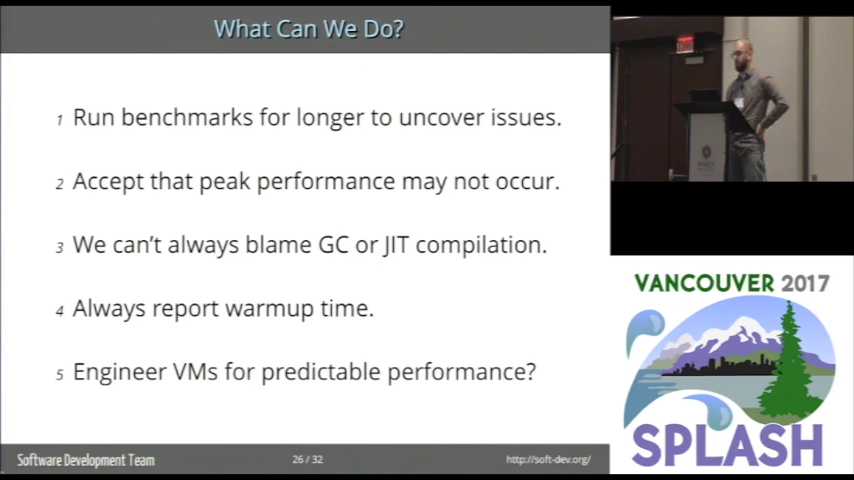 What Can We Do?
1 Run benchmarks for longer to uncover issues.
2 Accept that peak performance may not occur.
3 We can't always blame GC or JIT compilation.
4 Always report warmup time.
5 Engineer VMs for predictable performance?
Software Development Team
26 / 32
http://soft-dev.org/
EXIT
VANCOUVER 2017
SPLASH